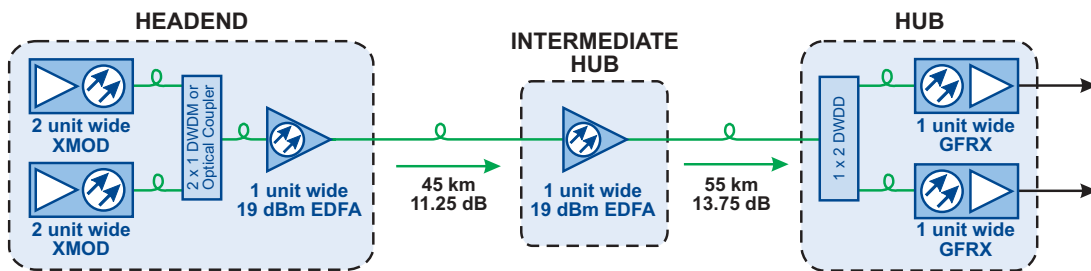 HEADEND
2 unit wide
XMOD
2 unit wide
XMOD
2 x 1 DWDM or
Optical Coupler
1 unit wide
19 dBm EDFA
45 km
11.25 dB
INTERMEDIATE
HUB
1 unit wide
19 dBm EDFA
55 km
13.75 dB
HUB
1 x 2 DWDD
1 unit wide
GFRX
1 unit wide
GFRX